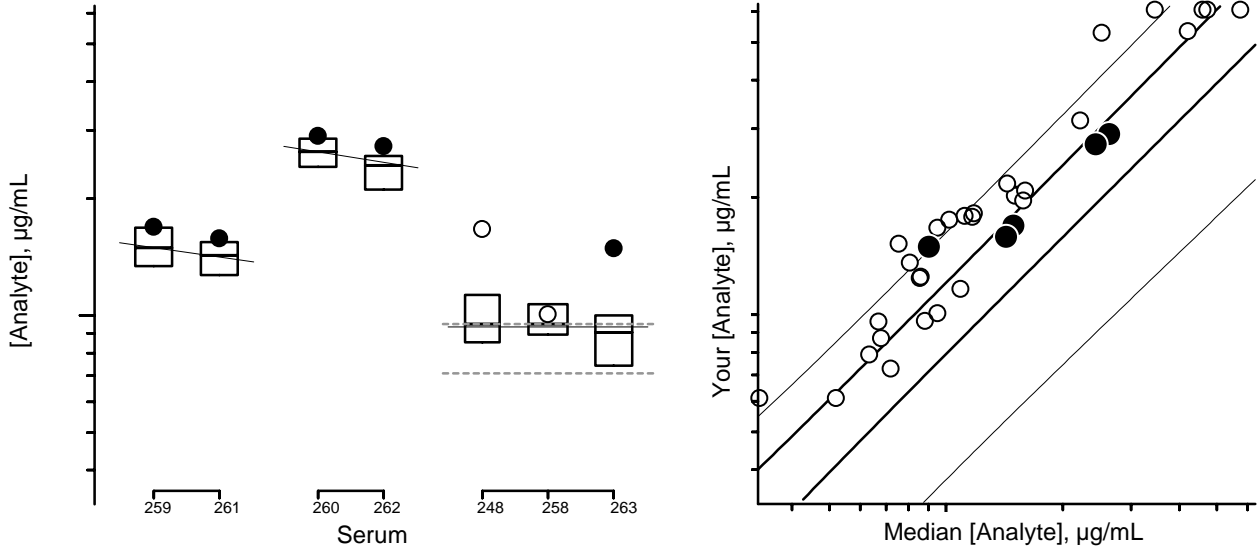 [Analyte], µg/mL
259 261 260 262 248 258 263
Serum
Your [Analyte], µg/mL
Median [Analyte], µg/mL